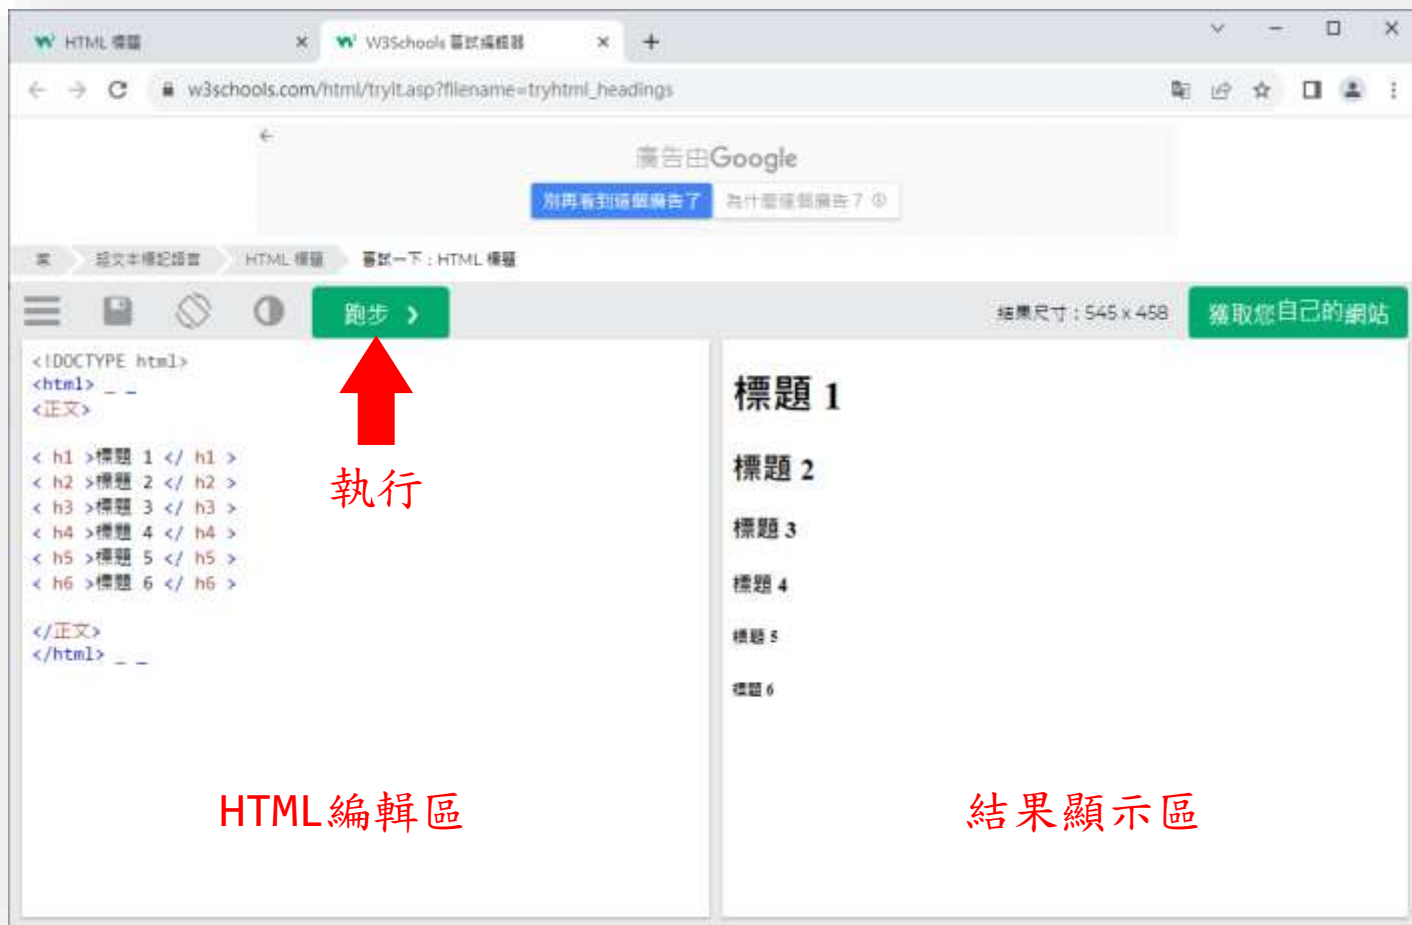 HTML 標題
W3Schools 嘗試編輯器
w3schools.com/html/tryit.asp?filename=tryhtml_headings
廣告由Google
別再看到這個廣告了
為什麼這個廣告?
家
超文本標記語言
HTML 標題
嘗試一下:HTML 標題
跑步 ❯
結果尺寸:545 x 458
獲取您自己的網站
<!DOCTYPE html>
<html> _ _
<正文>
< h1 >標題 1 </ h1 >
< h2 >標題 2 </ h2 >
< h3 >標題 3 </ h3 >
< h4 >標題 4 </ h4 >
< h5 >標題 5 </ h5 >
< h6 >標題 6 </ h6 >
</正文>
</html> _ _
執行
HTML編輯區
標題 1
標題 2
標題 3
標題 4
標題 5
標題 6
結果顯示區